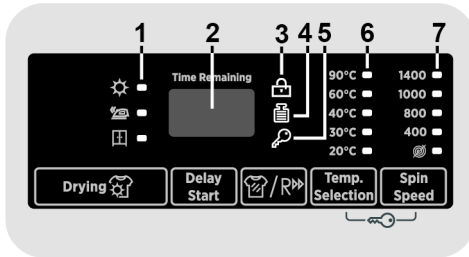 1 2 3 4 5 6 7
Time Remaining
90°C 1400
60°C 1000
40°C 800
30°C 400
20°C
Drying
Delay
Start
/ R
Temp.
Selection
Spin
Speed